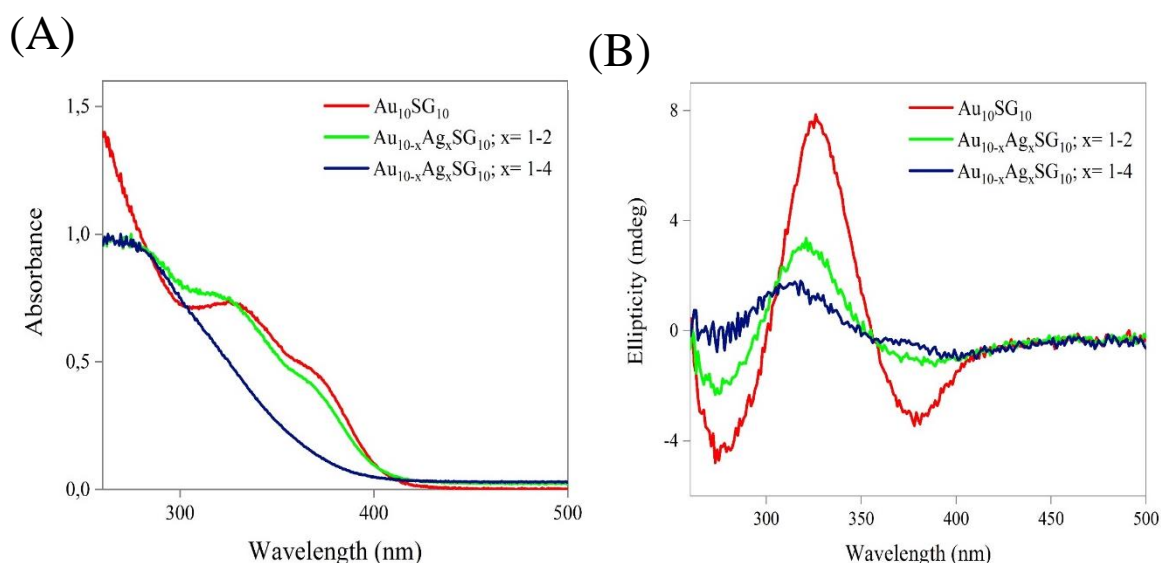 (A)
1,5
1,0
0,5
0,0
Absorbance
Au₁₀SG₁₀
Au₁₀₋ₓAgₓSG₁₀; x= 1-2
Au₁₀₋ₓAgₓSG₁₀; x= 1-4
300
400
500
Wavelength (nm)
(B)
8
4
0
-4
Ellipticity (mdeg)
Au₁₀SG₁₀
Au₁₀₋ₓAgₓSG₁₀; x= 1-2
Au₁₀₋ₓAgₓSG₁₀; x= 1-4
300
350
400
450
500
Wavelength (nm)